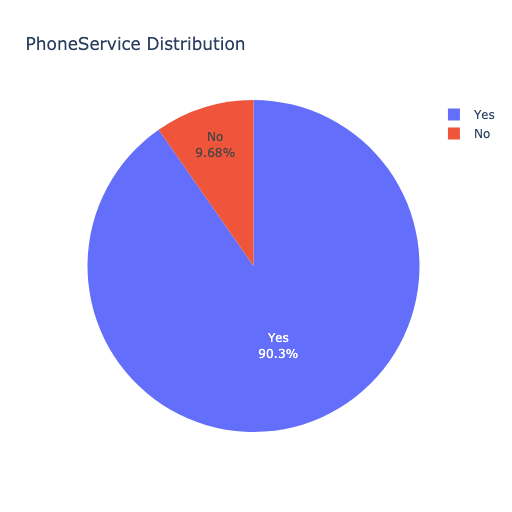 PhoneService Distribution
Yes
No
No
9.68%
Yes
90.3%